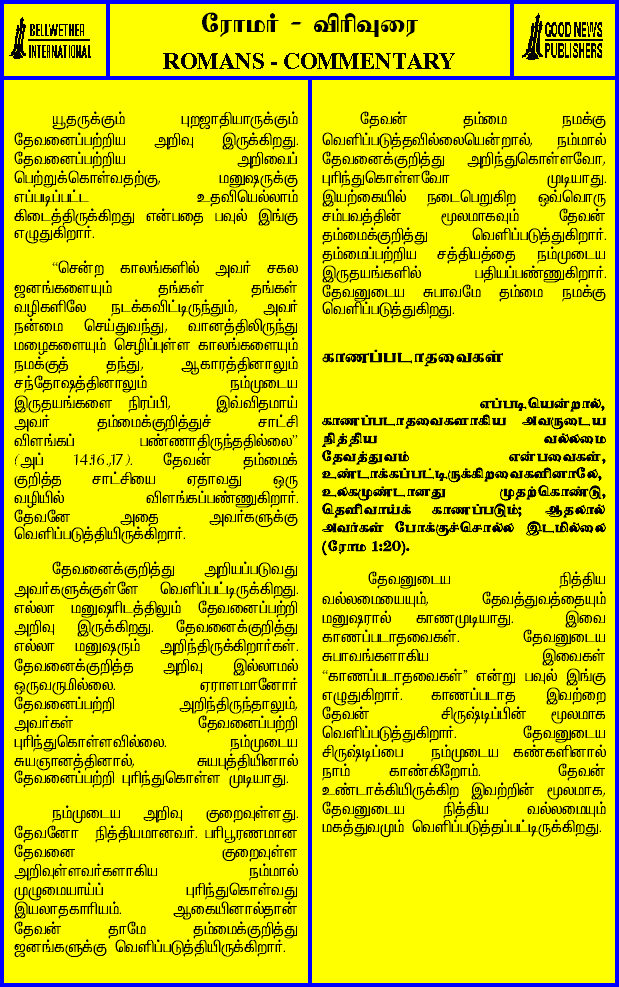 BELLWETHER
INTERNATIONAL
ரோமர் - விரிவுரை
ROMANS - COMMENTARY
GOOD NEWS
PUBLISHERS
யூதருக்கும் புறஜாதியாருக்கும்
தேவனைப்பற்றிய அறிவு இருக்கிறது.
தேவனைப்பற்றிய அறிவைப்
பெற்றுக்கொள்வதற்கு, மனுஷருக்கு
எப்படிப்பட்ட உதவியெல்லாம்
கிடைத்திருக்கிறது என்பதை பவுல் இங்கு
எழுதுகிறார்.
“சென்ற காலங்களில் அவர் சகல
ஜனங்களையும் தங்கள் தங்கள்
வழிகளிலே நடக்கவிட்டிருந்தும், அவர்
நன்மை செய்துவந்து, வானத்திலிருந்து
மழைகளையும் செழிப்புள்ள காலங்களையும்
நமக்குத் தந்து, ஆகாரத்தினாலும்
சந்தோஷத்தினாலும் நம்முடைய
இருதயங்களை நிரப்பி, இவ்விதமாய்
அவர் தம்மைக்குறித்துச் சாட்சி
விளங்கப் பண்ணாதிருந்ததில்லை”
(அப் 14:16.,17). தேவன் தம்மைக்
குறித்த சாட்சியை ஏதாவது ஒரு
வழியில் விளங்கப்பண்ணுகிறார்.
தேவனே அதை அவர்களுக்கு
வெளிப்படுத்தியிருக்கிறார்.
தேவனைக்குறித்து அறியப்படுவது
அவர்களுக்குள்ளே வெளிப்பட்டிருக்கிறது.
எல்லா மனுஷரிடத்திலும் தேவனைப்பற்றி
அறிவு இருக்கிறது. தேவனைக்குறித்து
எல்லா மனுஷரும் அறிந்திருக்கிறார்கள்.
தேவனைக்குறித்த அறிவு இல்லாமல்
ஒருவருமில்லை. ஏராளமானோர்
தேவனைப்பற்றி அறிந்திருந்தாலும்,
அவர்கள் தேவனைப்பற்றி
புரிந்துகொள்ளவில்லை. நம்முடைய
சுயஞானத்தினால், சுயபுத்தியினால்
தேவனைப்பற்றி புரிந்துகொள்ள முடியாது.
நம்முடைய அறிவு குறைவுள்ளது.
தேவனோ நித்தியமானவர். பரிபூரணமான
தேவனை குறைவுள்ள
அறிவுள்ளவர்களாகிய நம்மால்
முழுமையாய்ப் புரிந்துகொள்வது
இயலாதகாரியம். ஆகையினால்தான்
தேவன் தாமே தம்மைக்குறித்து
ஜனங்களுக்கு வெளிப்படுத்தியிருக்கிறார்.
தேவன் தம்மை நமக்கு
வெளிப்படுத்தவில்லையென்றால், நம்மால்
தேவனைக்குறித்து அறிந்துகொள்ளவோ,
புரிந்துகொள்ளவோ முடியாது.
இயற்கையில் நடைபெறுகிற ஒவ்வொரு
சம்பவத்தின் மூலமாகவும் தேவன்
தம்மைக்குறித்து வெளிப்படுத்துகிறார்.
தம்மைப்பற்றிய சத்தியத்தை நம்முடைய
இருதயங்களில் பதியப்பண்ணுகிறார்.
தேவனுடைய சுபாவமே தம்மை நமக்கு
வெளிப்படுத்துகிறது.
காணப்படாதவைகள்
எப்படியென்றால்,
காணப்படாதவைகளாகிய அவருடைய
நித்திய வல்லமை
தேவத்துவம் என்பவைகள்,
உண்டாக்கப்பட்டிருக்கிறவைகளினாலே,
உலகமுண்டானது முதற்கொண்டு,
தெளிவாய்க் காணப்படும்; ஆதலால்
அவர்கள் போக்குச்சொல்ல இடமில்லை
(ரோம 1:20).
தேவனுடைய நித்திய
வல்லமையையும், தேவத்துவத்தையும்
மனுஷரால் காணமுடியாது. இவை
காணப்படாதவைகள். தேவனுடைய
சுபாவங்களாகிய இவைகள்
“காணப்படாதவைகள்” என்று பவுல் இங்கு
எழுதுகிறார். காணப்படாத இவற்றை
தேவன் சிருஷ்டிப்பின் மூலமாக
வெளிப்படுத்துகிறார். தேவனுடைய
சிருஷ்டிப்பை நம்முடைய கண்களினால்
நாம் காண்கிறோம். தேவன்
உண்டாக்கியிருக்கிற இவற்றின் மூலமாக,
தேவனுடைய நித்திய வல்லமையும்
மகத்துவமும் வெளிப்படுத்தப்பட்டிருக்கிறது.